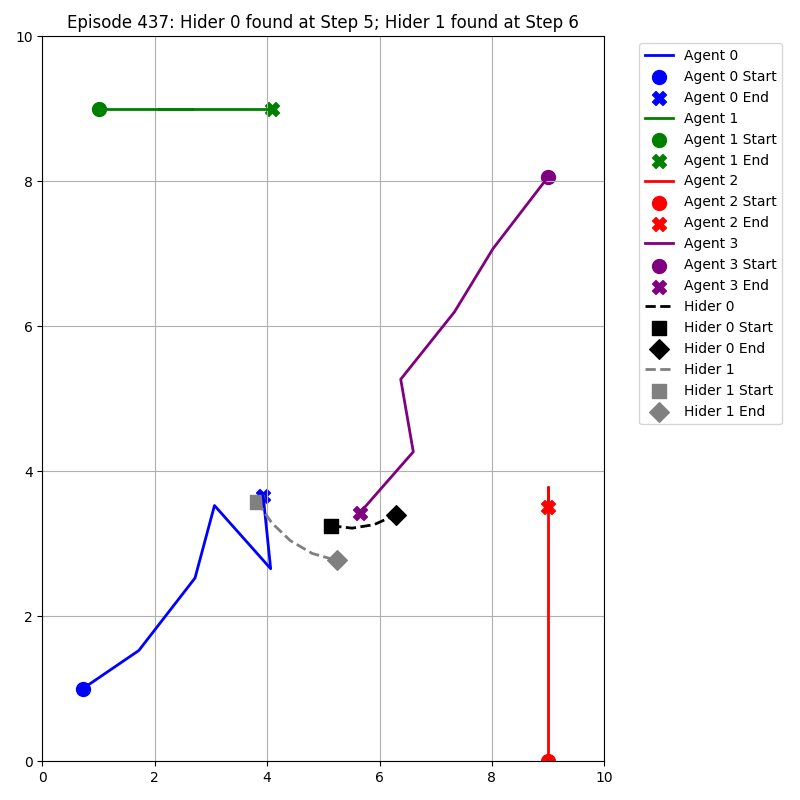 Episode 437: Hider 0 found at Step 5; Hider 1 found at Step 6
10
8
6
4
2
0
0 2 4 6 8 10
Agent 0
Agent 0 Start
Agent 0 End
Agent 1
Agent 1 Start
Agent 1 End
Agent 2
Agent 2 Start
Agent 2 End
Agent 3
Agent 3 Start
Agent 3 End
Hider 0
Hider 0 Start
Hider 0 End
Hider 1
Hider 1 Start
Hider 1 End